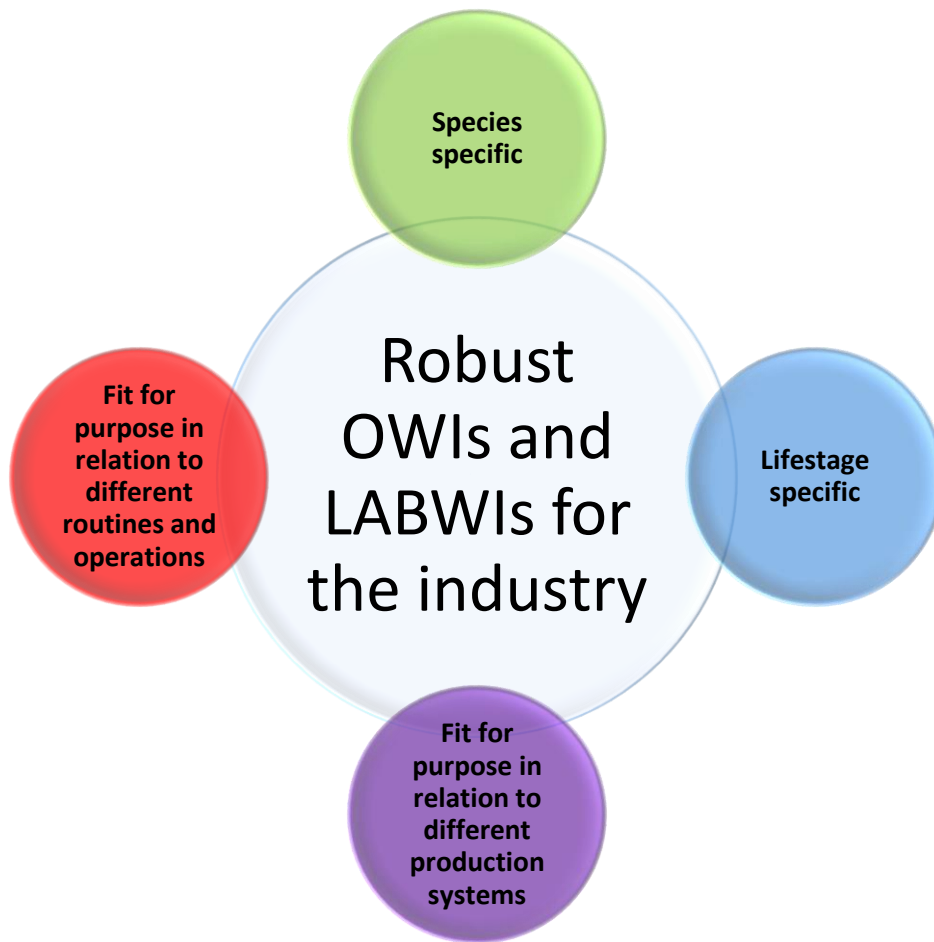 Species
specific
Robust
OWIs and
LABWIs for
the industry
Fit for
purpose in
relation to
different
routines and
operations
Lifestage
specific
Fit for
purpose in
relation to
different
production
systems